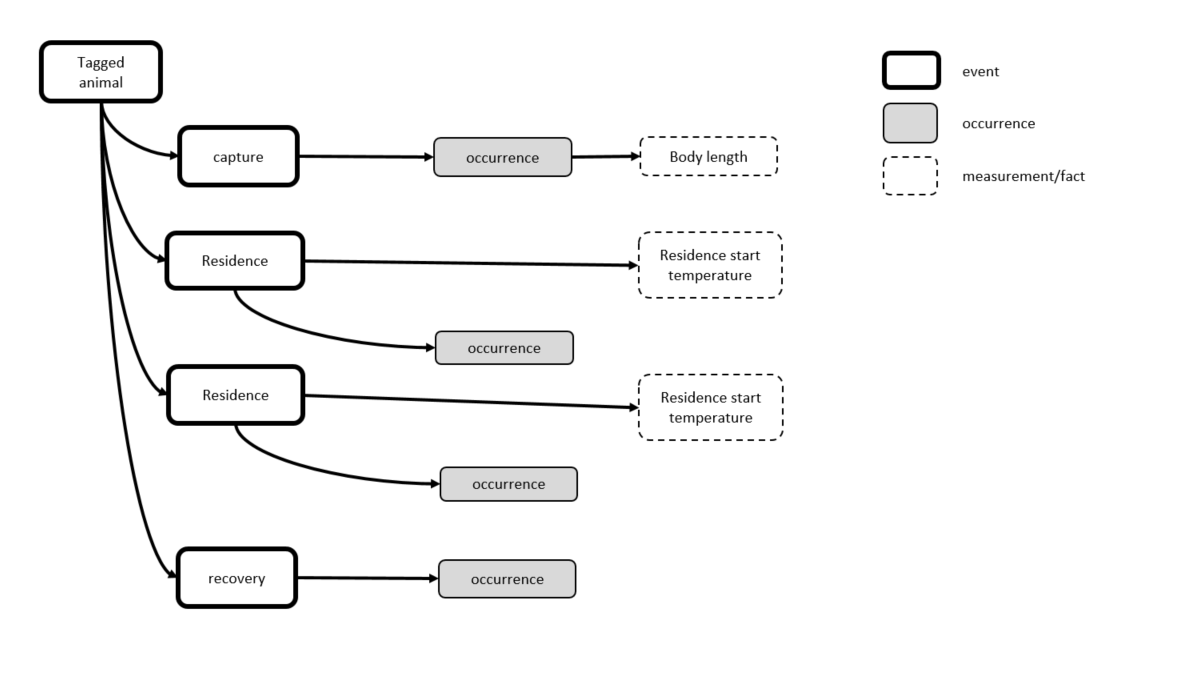 Tagged
animal
event
occurrence
measurement/fact
capture
occurrence
Body length
Residence
Residence start
temperature
occurrence
Residence
Residence start
temperature
occurrence
recovery
occurrence